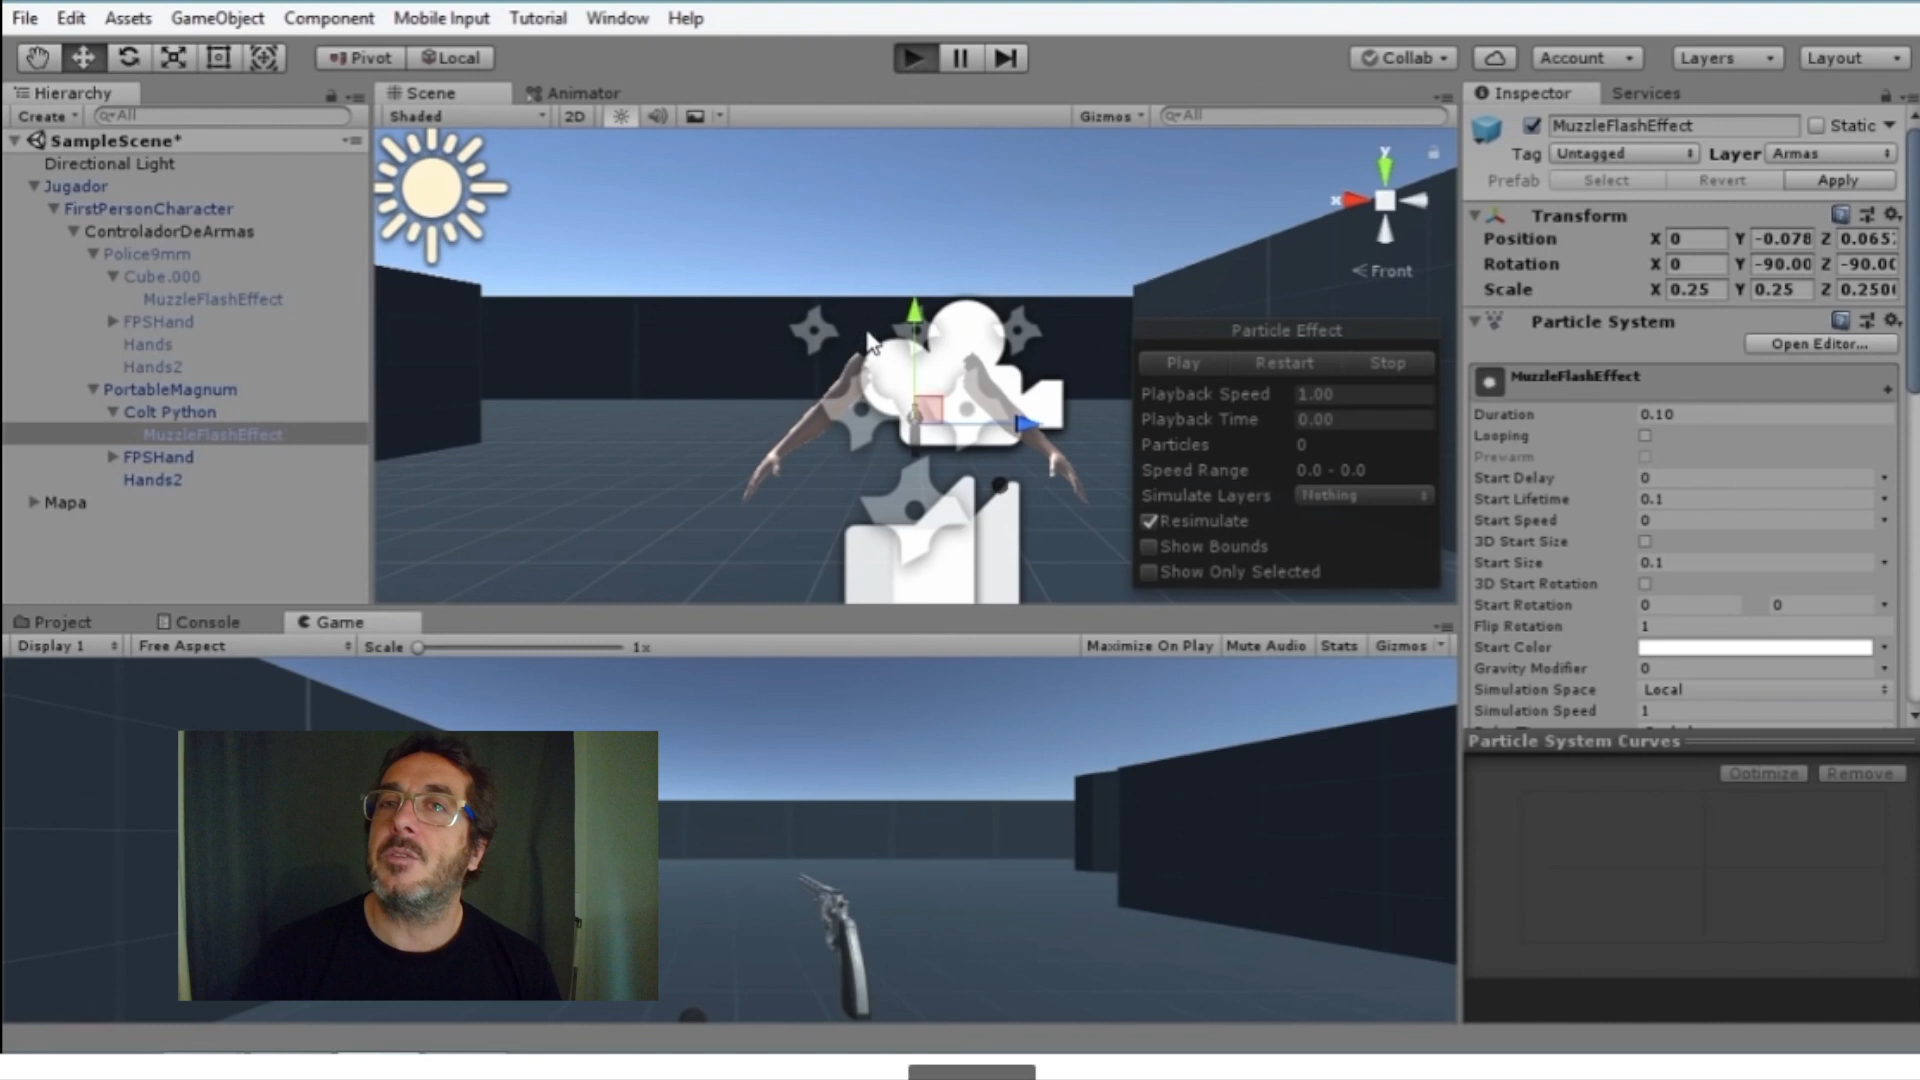 File Edit Assets GameObject Component Mobile Input Tutorial Window Help
Pivot Local Collab Account Layers Layout
Hierarchy
Create All
SampleScene*
Directional Light
Jugador
FirstPersonCharacter
ControladorDeArmas
Police9mm
Cube.000
MuzzleFlashEffect
FPSHand
Hands
Hands2
PortableMagnum
Colt Python
MuzzleFlashEffect
FPSHand
Hands2
Mapa
Scene Animator
Shaded 2D Gizmos All
y
x
Front
Particle Effect
Play Restart Stop
Playback Speed 1.00
Playback Time 0.00
Particles 0
Speed Range 0.0 - 0.0
Simulate Layers Nothing
Resimulate
Show Bounds
Show Only Selected
Project Console Game
Display 1 Free Aspect Scale 1x Maximize On Play Mute Audio Stats Gizmos
Inspector Services
MuzzleFlashEffect Static
Tag Untagged Layer Armas
Prefab Select Revert Apply
Transform
Position X 0 Y -0.078 Z 0.065
Rotation X 0 Y -90.00 Z -90.00
Scale X 0.25 Y 0.25 Z 0.250
Particle System
Open Editor...
MuzzleFlashEffect
Duration 0.10
Looping
Prewarm
Start Delay 0
Start Lifetime 0.1
Start Speed 0
3D Start Size
Start Size 0.1
3D Start Rotation
Start Rotation 0 0
Flip Rotation 1
Start Color
Gravity Modifier 0
Simulation Space Local
Simulation Speed 1
Particle System Curves
Optimize Remove